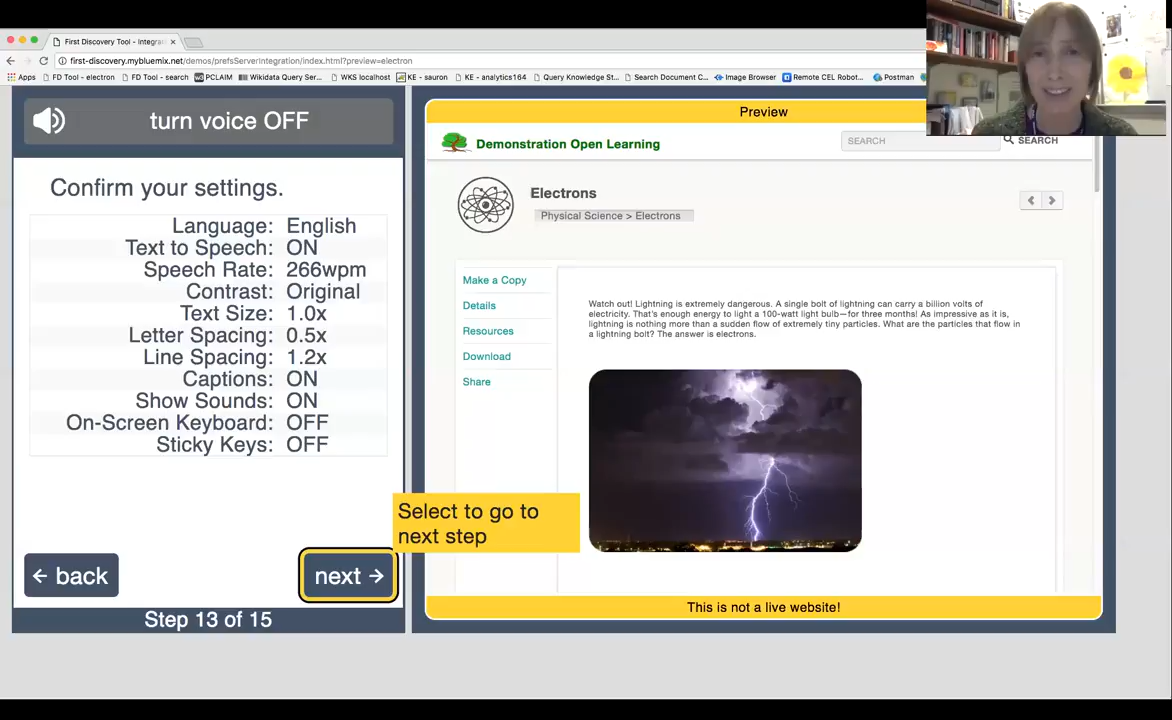 First Discovery Tool - Integra
first-discovery.mybluemix.net/demos/prefsServerIntegration/index.html?preview=electron
Apps FD Tool - electron FD Tool - search PCLAIM Wikidata Query Ser... WKS localhost KE - sauron KE - analytics164 Query Knowledge St... Search Document C... Image Browser Remote CEL Robot... Postman
turn voice OFF
Confirm your settings.
Language: English
Text to Speech: ON
Speech Rate: 266wpm
Contrast: Original
Text Size: 1.0x
Letter Spacing: 0.5x
Line Spacing: 1.2x
Captions: ON
Show Sounds: ON
On-Screen Keyboard: OFF
Sticky Keys: OFF
Select to go to
next step
← back
next →
Step 13 of 15
Preview
Demonstration Open Learning
SEARCH
SEARCH
Electrons
Physical Science > Electrons
Make a Copy
Details
Resources
Download
Share
Watch out! Lightning is extremely dangerous. A single bolt of lightning can carry a billion volts of
electricity. That's enough energy to light a 100-watt light bulb—for three months! As impressive as it is,
lightning is nothing more than a sudden flow of extremely tiny particles. What are the particles that flow in
a lightning bolt? The answer is electrons.
This is not a live website!